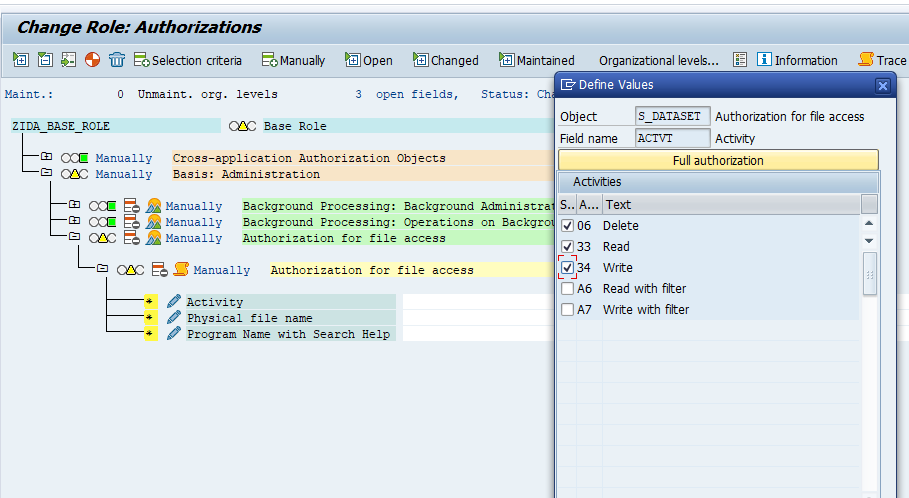 Change Role: Authorizations
Selection criteria Manually Open Changed Maintained Organizational levels... Information Trace
Maint.: 0 Unmaint. org. levels 3 open fields, Status: Cha
Define Values
Object S_DATASET Authorization for file access
Field name ACTVT Activity
Full authorization
Activities
S.. A... Text
06 Delete
33 Read
34 Write
A6 Read with filter
A7 Write with filter
ZIDA_BASE_ROLE Base Role
Manually Cross-application Authorization Objects
Manually Basis: Administration
Manually Background Processing: Background Administrat
Manually Background Processing: Operations on Backgrou
Manually Authorization for file access
Manually Authorization for file access
Activity
Physical file name
Program Name with Search Help